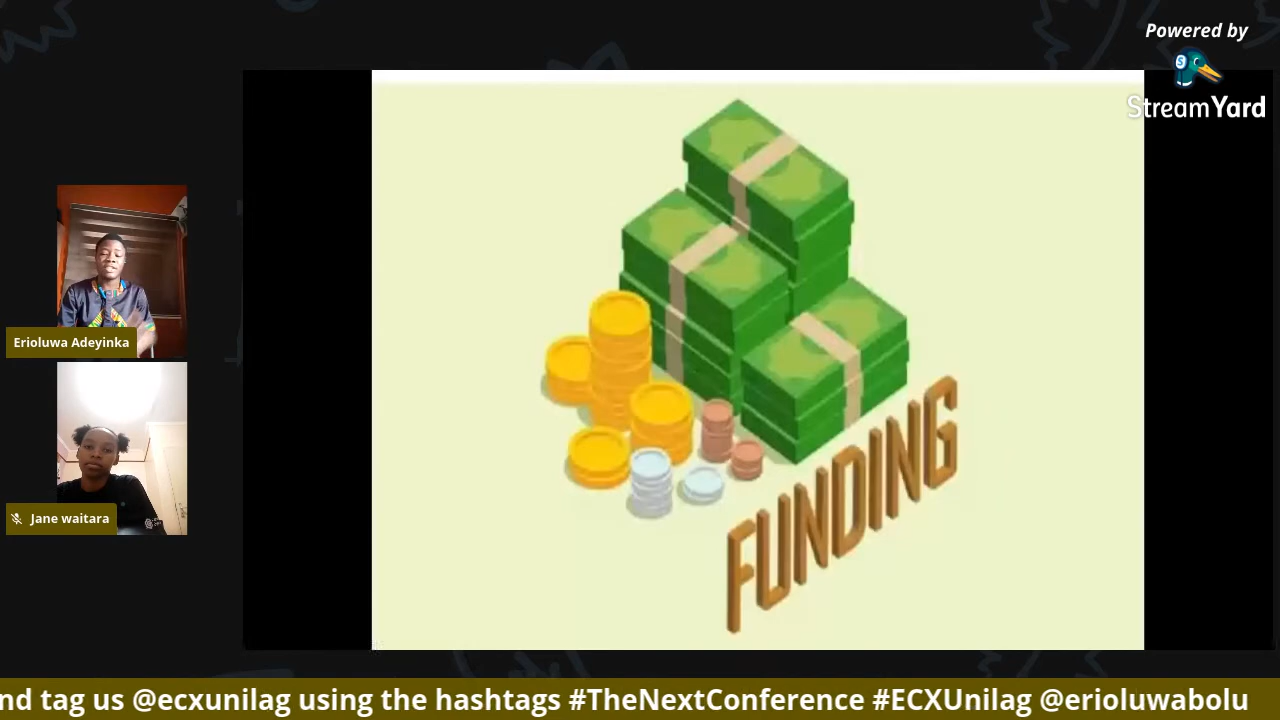 Powered by
StreamYard
Erioluwa Adeyinka
Jane waitara
FUNDING
nd tag us @ecxunilag using the hashtags #TheNextConference #ECXUnilag @erioluwabolu